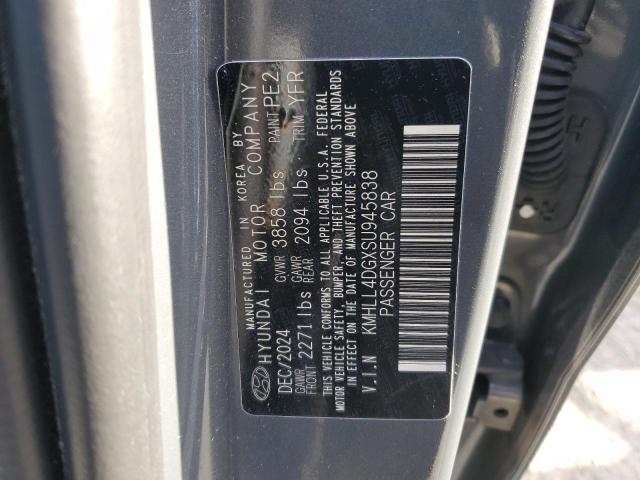 MANUFACTURED IN KOREA BY
HYUNDAI MOTOR COMPANY
DEC/2024 GVWR 3858 lbs PAINT PE2
GAWR FRONT 2271 lbs GAWR REAR 2094 lbs TRIM YFR
THIS VEHICLE CONFORMS TO ALL APPLICABLE U.S.A. FEDERAL
MOTOR VEHICLE SAFETY, BUMPER, AND THEFT PREVENTION STANDARDS
IN EFFECT ON THE DATE OF MANUFACTURE SHOWN ABOVE
V.I.N KMHLL4DGXSU945838
PASSENGER CAR